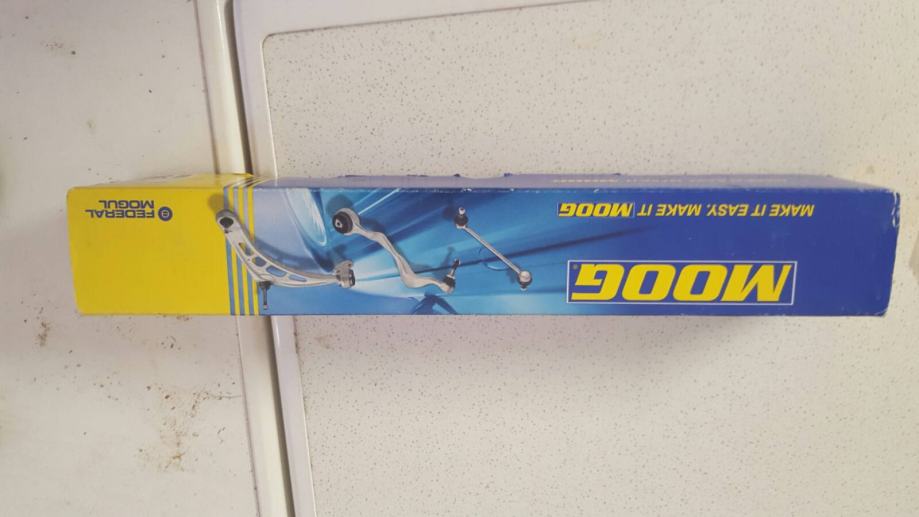 MOOG
MAKE IT EASY. MAKE IT MOOG
FEDERAL
MOGUL